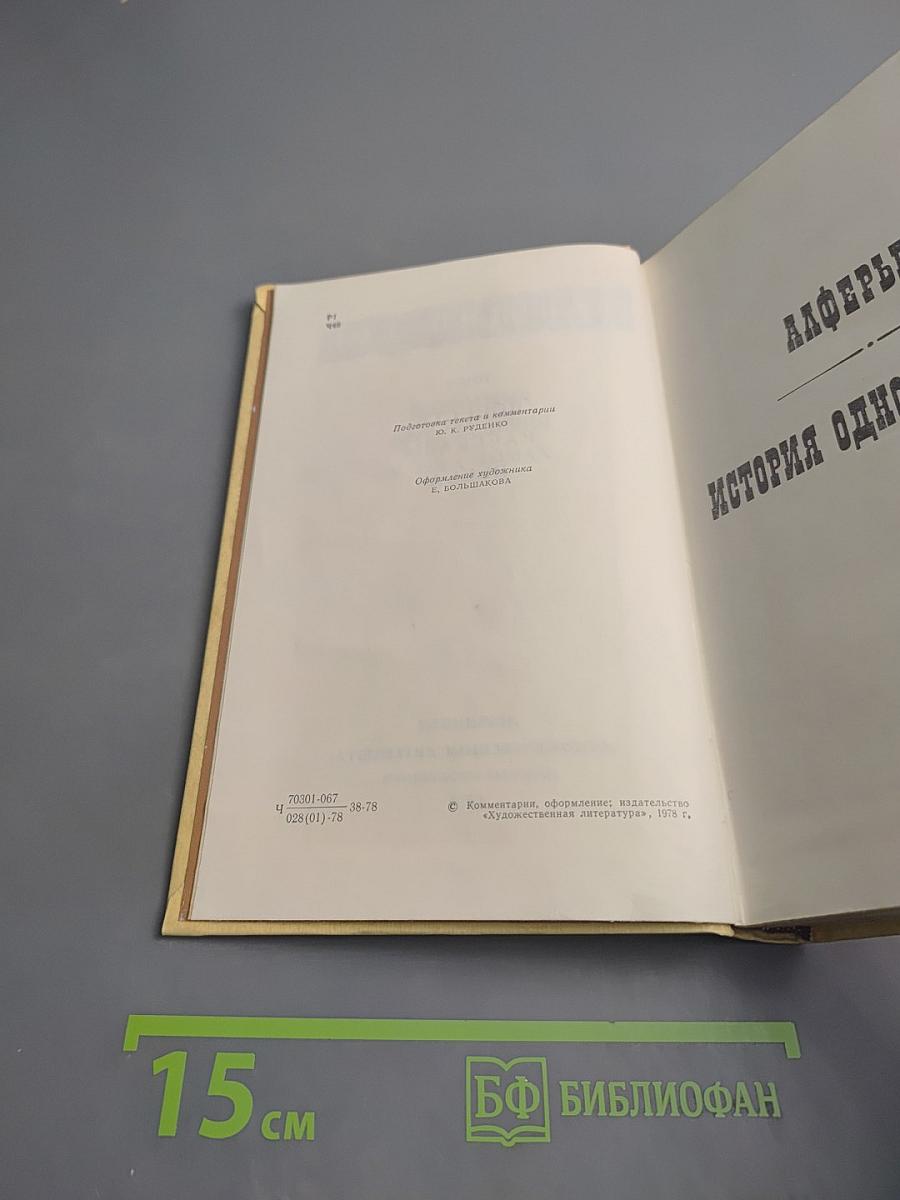 Р1
Ч49
Подготовка текста и комментарии
Ю. К. РУДЕНКО
Оформление художника
Е. БОЛЬШАКОВА
Ч 70301-067 38-78
028(01)-78
© Комментарии, оформление; издательство
«Художественная литература», 1978 г.
АЛФЕРЬЕ
ИСТОРИЯ ОДНО
15 см
БФ БИБЛИОФАН